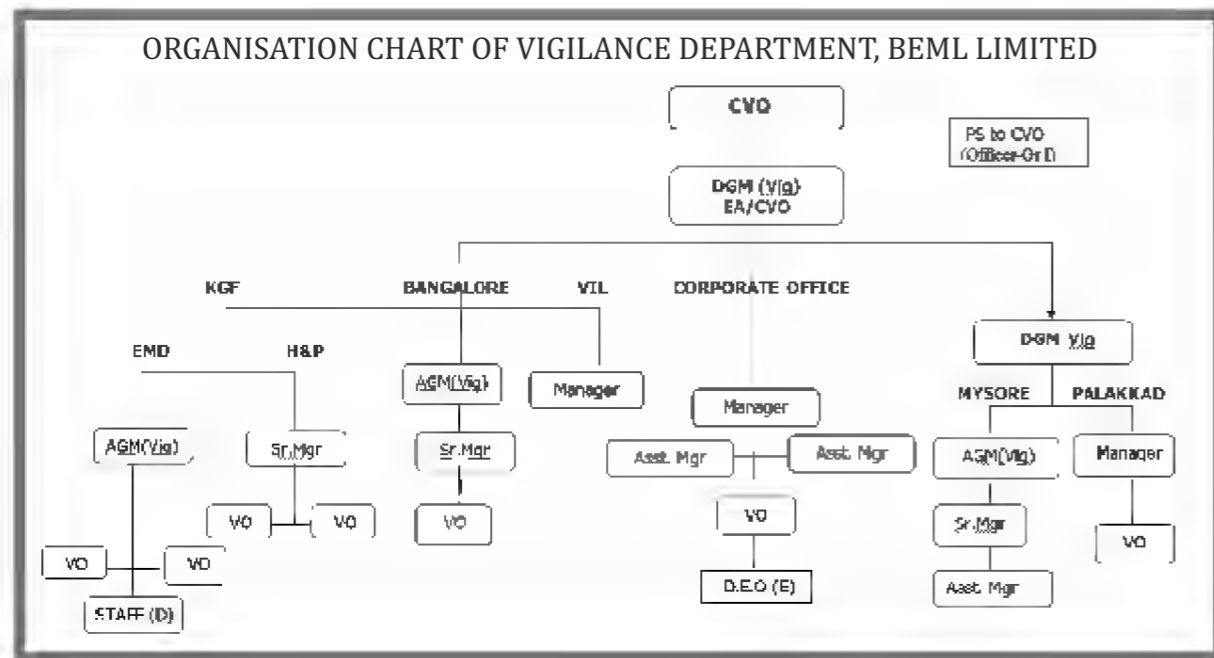 ORGANISATION CHART OF VIGILANCE DEPARTMENT, BEML LIMITED
CVO
PS to CVO
(Officer-Gr I)
DGM (Vig)
EA/CVO
KGF
BANGALORE
VIL
CORPORATE OFFICE
DGM Vig
EMD
H&P
AGM(Vig)
Manager
Manager
MYSORE
PALAKKAD
AGM(Vig)
Sr.Mgr
Sr.Mgr
Asst. Mgr
Asst. Mgr
AGM(Vig)
Manager
VO
VO
VO
VO
Sr.Mgr
VO
VO
VO
D.E.O (E)
Asst. Mgr
STAFF (D)